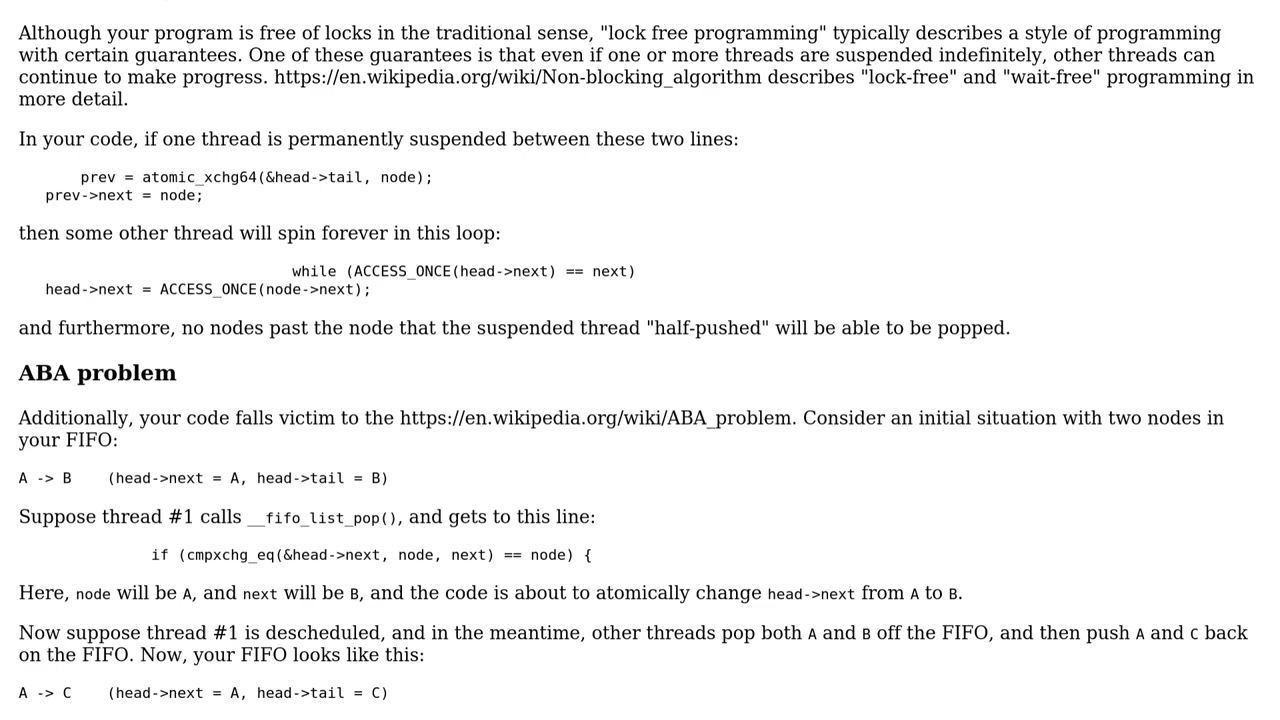 Although your program is free of locks in the traditional sense, "lock free programming" typically describes a style of programming
with certain guarantees. One of these guarantees is that even if one or more threads are suspended indefinitely, other threads can
continue to make progress. https://en.wikipedia.org/wiki/Non-blocking_algorithm describes "lock-free" and "wait-free" programming in
more detail.
In your code, if one thread is permanently suspended between these two lines:
prev = atomic_xchg64(&head->tail, node);
prev->next = node;
then some other thread will spin forever in this loop:
while (ACCESS_ONCE(head->next) == next)
head->next = ACCESS_ONCE(node->next);
and furthermore, no nodes past the node that the suspended thread "half-pushed" will be able to be popped.
ABA problem
Additionally, your code falls victim to the https://en.wikipedia.org/wiki/ABA_problem. Consider an initial situation with two nodes in
your FIFO:
A -> B    (head->next = A, head->tail = B)
Suppose thread #1 calls __fifo_list_pop(), and gets to this line:
if (cmpxchg_eq(&head->next, node, next) == node) {
Here, node will be A, and next will be B, and the code is about to atomically change head->next from A to B.
Now suppose thread #1 is descheduled, and in the meantime, other threads pop both A and B off the FIFO, and then push A and C back
on the FIFO. Now, your FIFO looks like this:
A -> C    (head->next = A, head->tail = C)